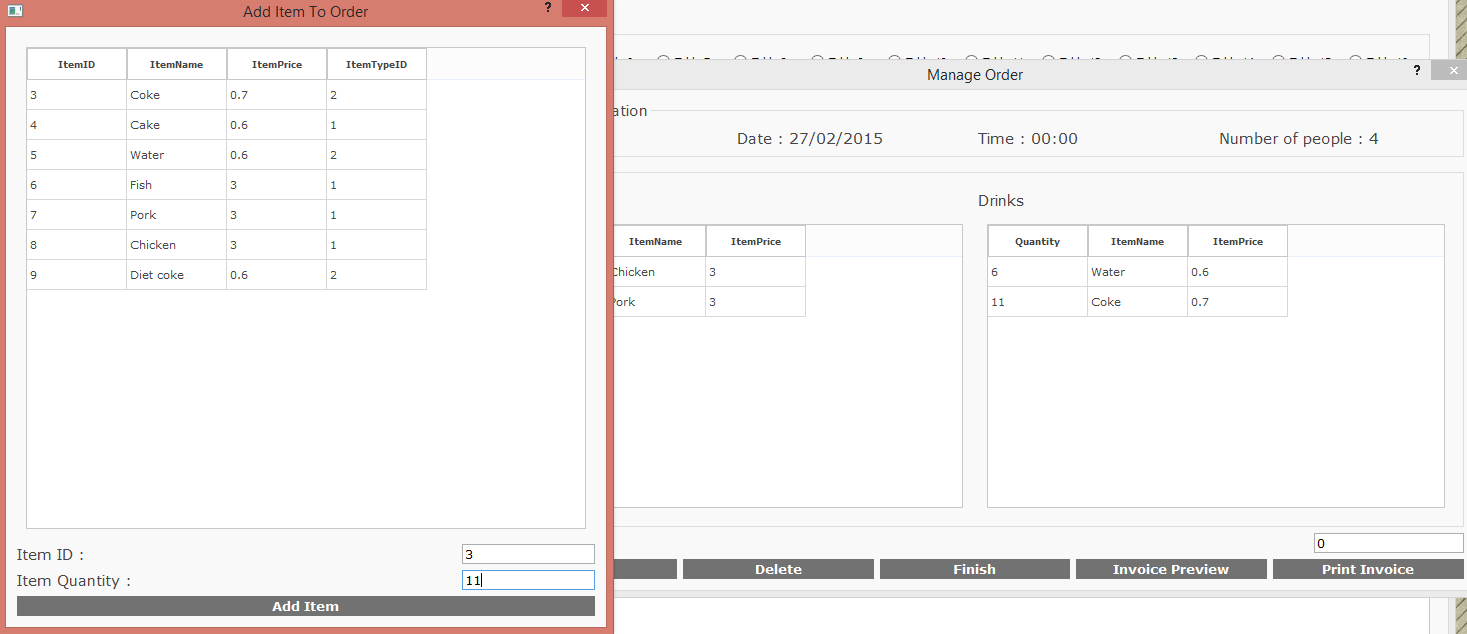 Add Item To Order
?
ItemID ItemName ItemPrice ItemTypeID
3 Coke 0.7 2
4 Cake 0.6 1
5 Water 0.6 2
6 Fish 3 1
7 Pork 3 1
8 Chicken 3 1
9 Diet coke 0.6 2
Item ID : 3
Item Quantity : 11
Add Item
Manage Order
?
ation
Date : 27/02/2015 Time : 00:00 Number of people : 4
ItemName ItemPrice
Chicken 3
Pork 3
Drinks
Quantity ItemName ItemPrice
6 Water 0.6
11 Coke 0.7
0
Delete Finish Invoice Preview Print Invoice